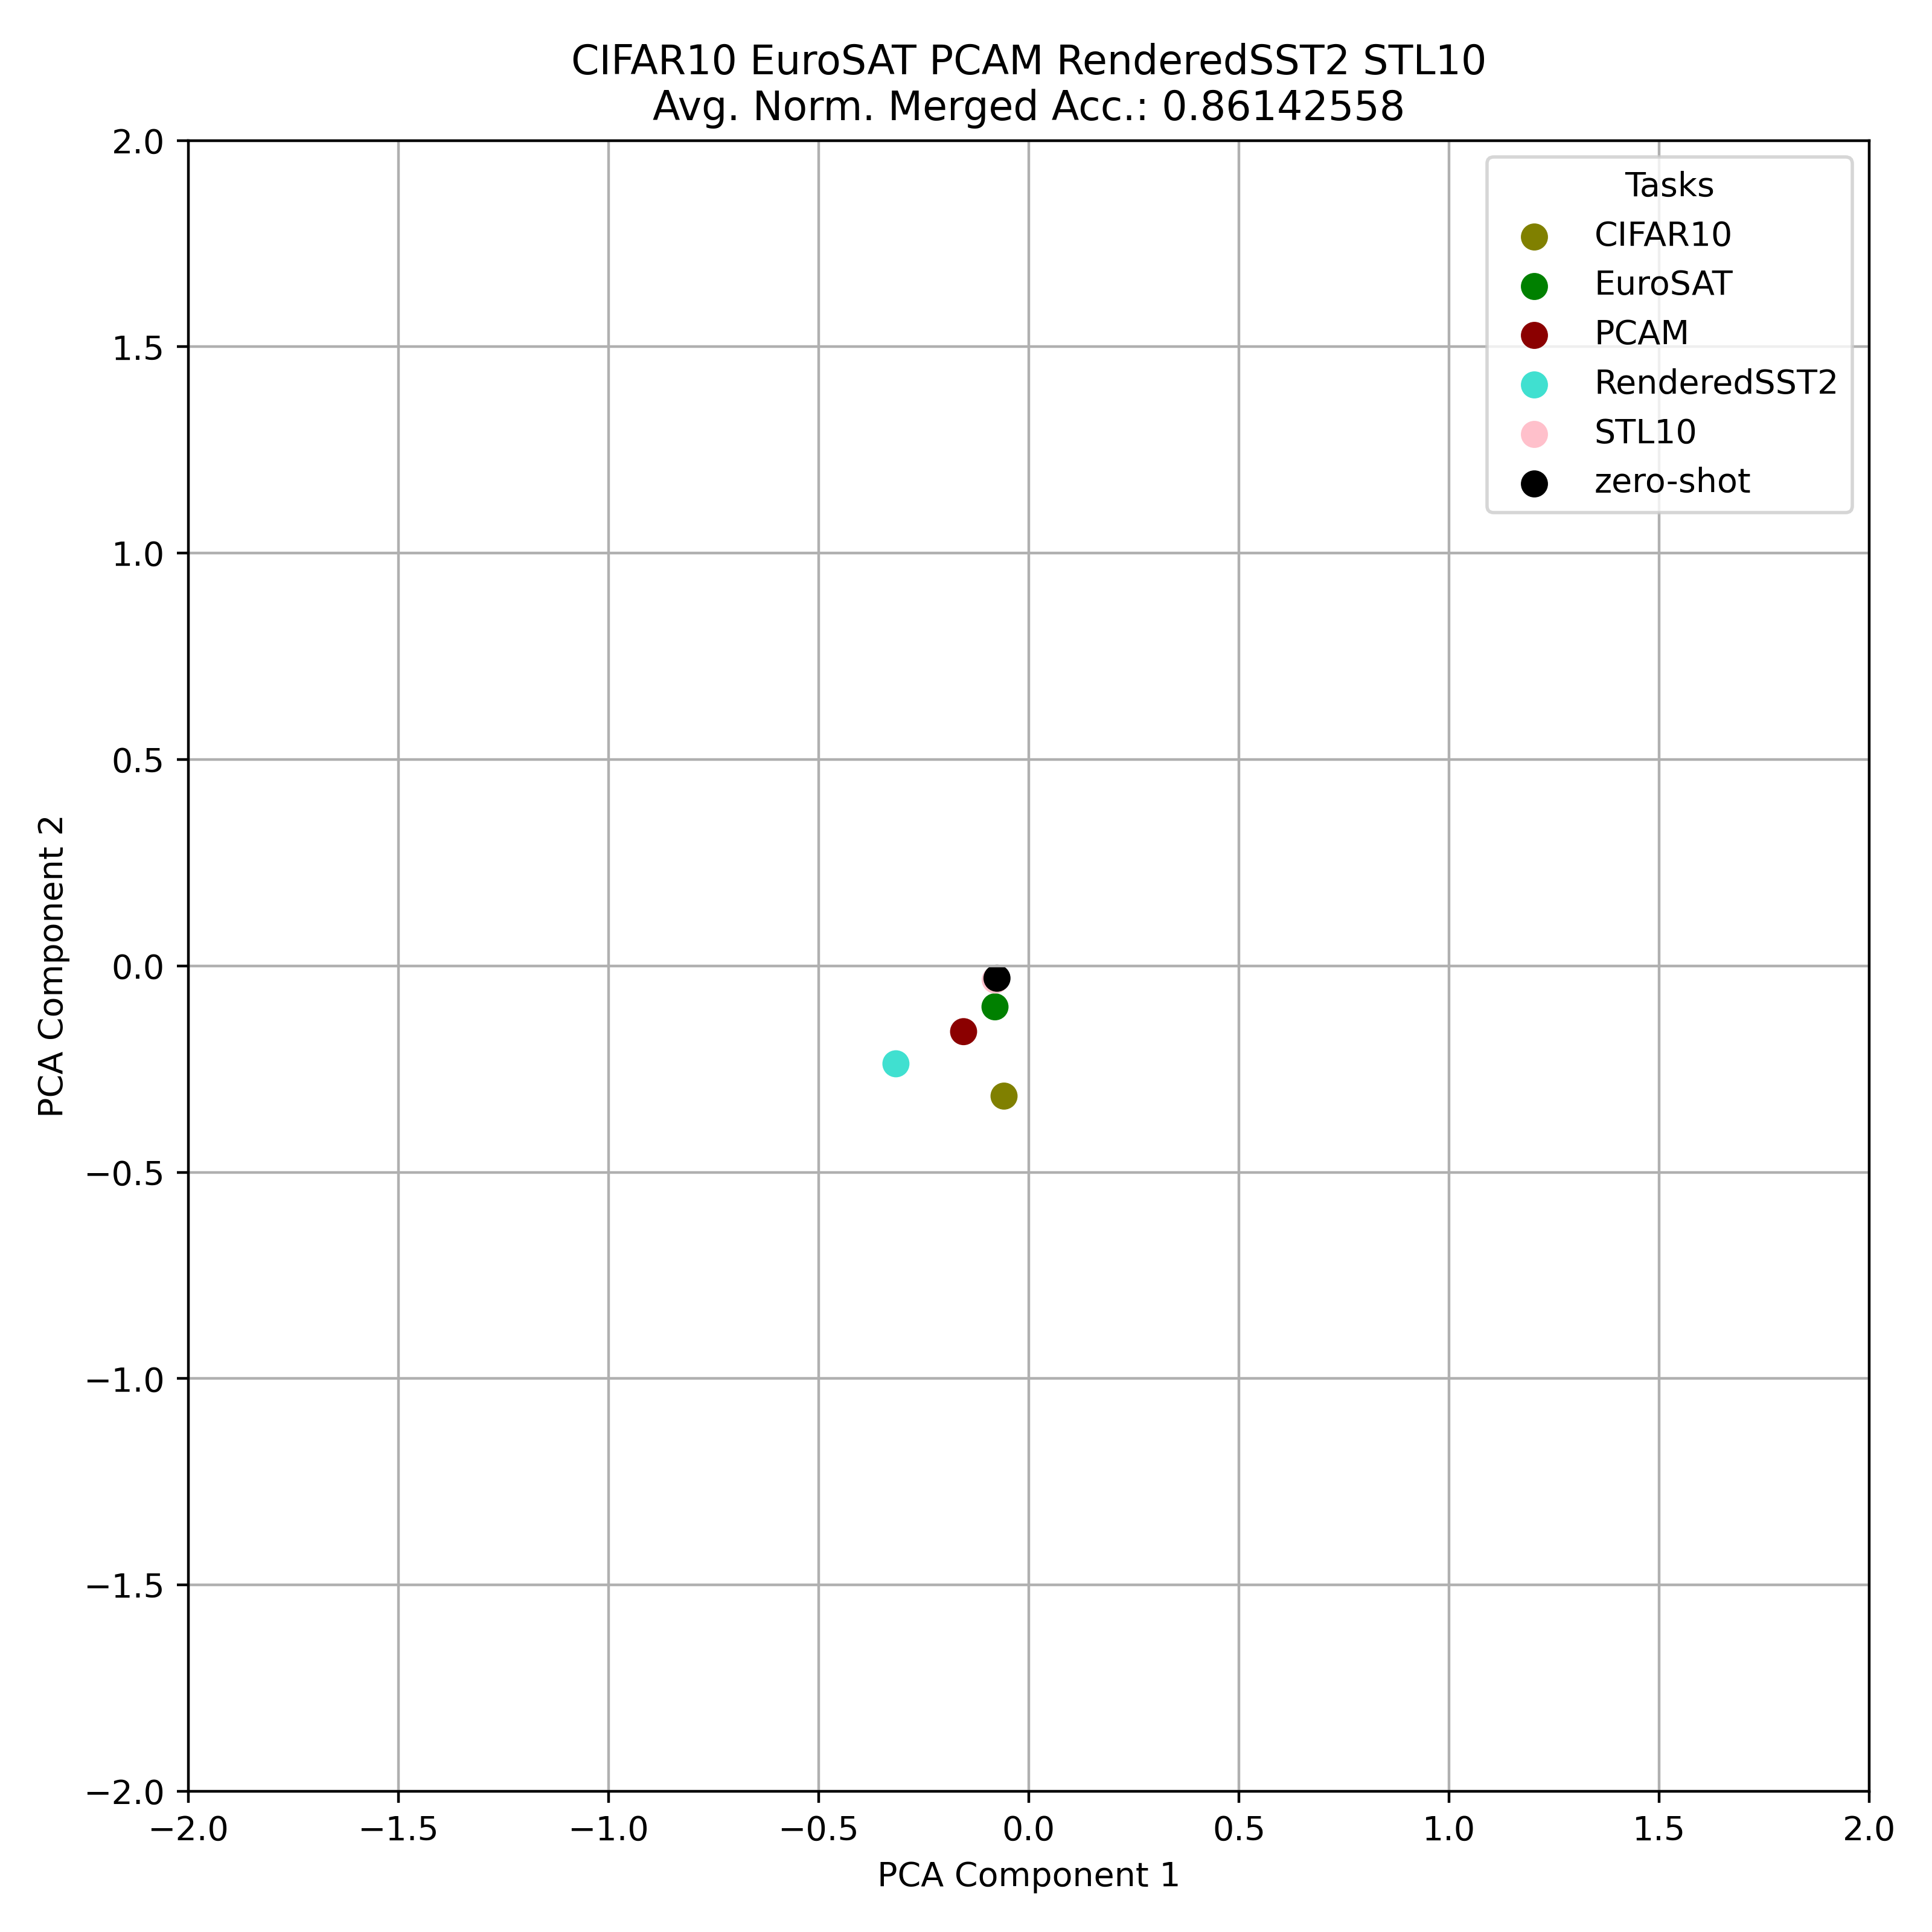 CIFAR10 EuroSAT PCAM RenderedSST2 STL10
Avg. Norm. Merged Acc.: 0.86142558
Tasks
CIFAR10
EuroSAT
PCAM
RenderedSST2
STL10
zero-shot
2.0
1.5
1.0
0.5
0.0
−0.5
−1.0
−1.5
−2.0
PCA Component 2
−2.0 −1.5 −1.0 −0.5 0.0 0.5 1.0 1.5 2.0
PCA Component 1